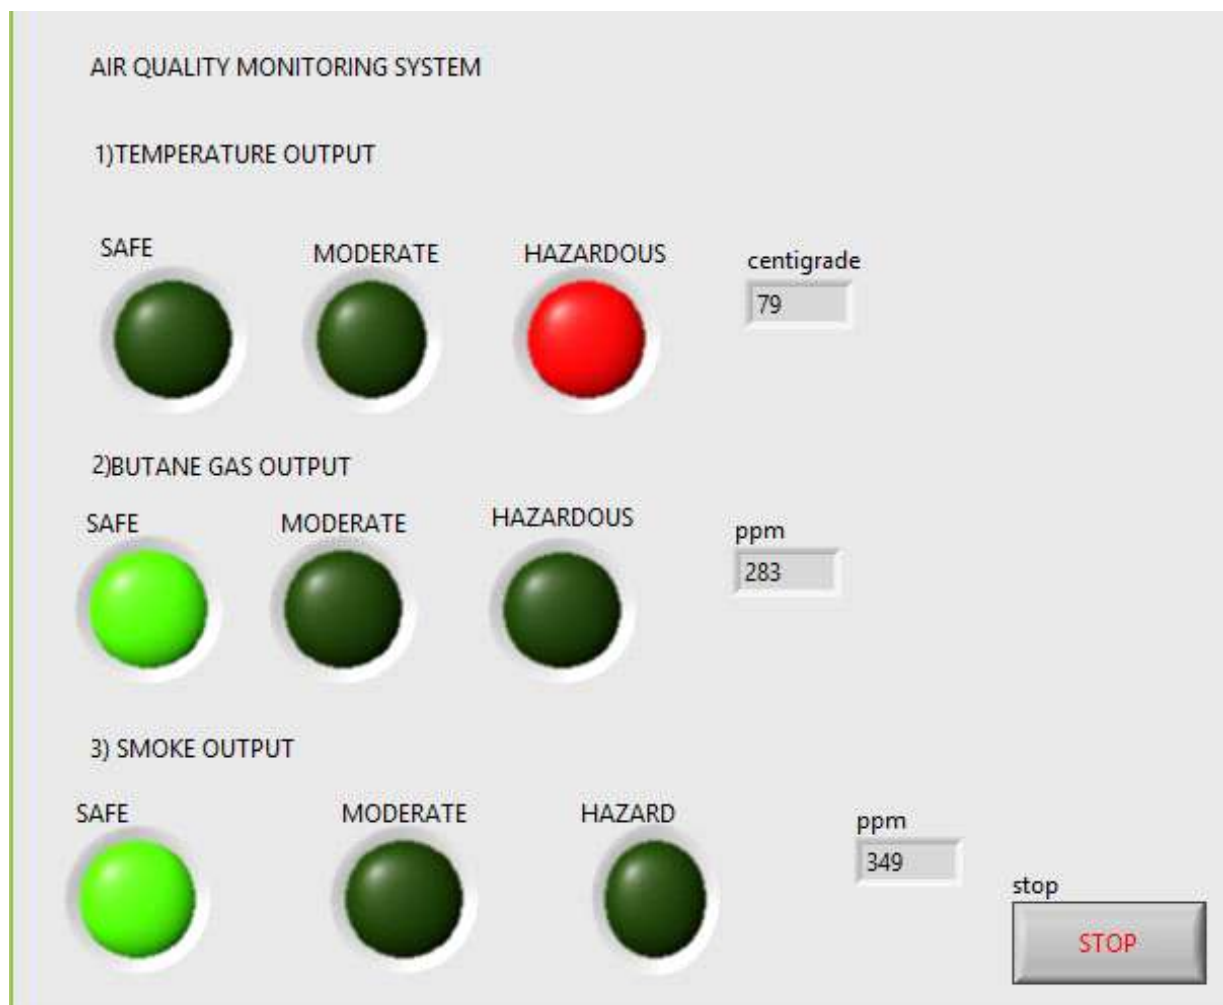 AIR QUALITY MONITORING SYSTEM
1)TEMPERATURE OUTPUT
SAFE MODERATE HAZARDOUS centigrade
79
2)BUTANE GAS OUTPUT
SAFE MODERATE HAZARDOUS ppm
283
3) SMOKE OUTPUT
SAFE MODERATE HAZARD ppm
349
stop
STOP